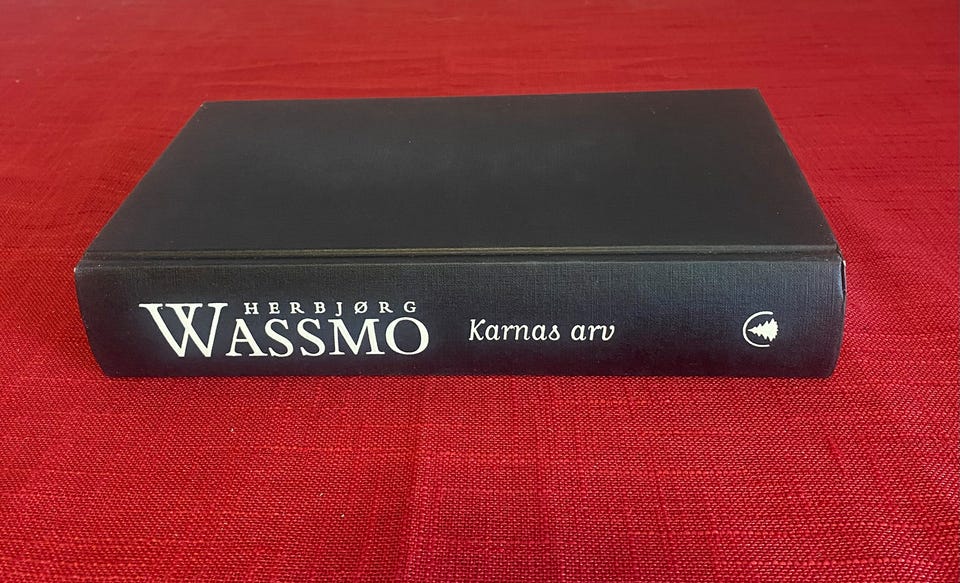 HERBJØRG
WASSMO
Karnas arv